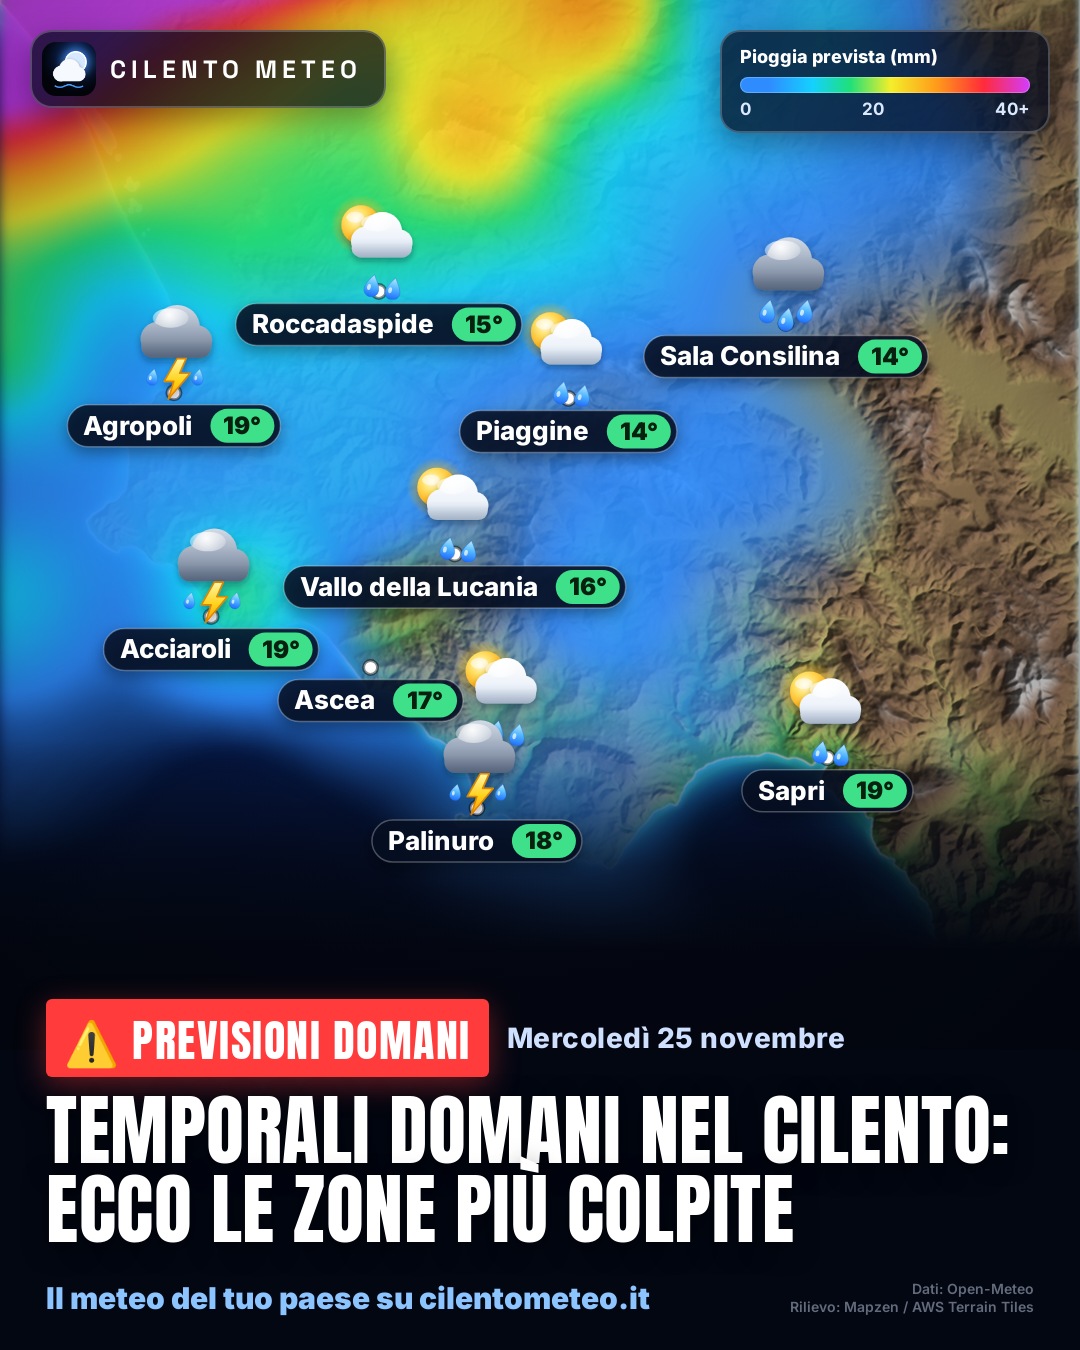 CILENTO METEO
Pioggia prevista (mm)
0 20 40+
Roccadaspide 15°
Sala Consilina 14°
Agropoli 19°
Piaggine 14°
Vallo della Lucania 16°
Acciaroli 19°
Ascea 17°
Sapri 19°
Palinuro 18°
⚠️ PREVISIONI DOMANI
Mercoledì 25 novembre
TEMPORALI DOMANI NEL CILENTO:
ECCO LE ZONE PIÙ COLPITE
Il meteo del tuo paese su cilentometeo.it
Dati: Open-Meteo
Rilievo: Mapzen / AWS Terrain Tiles